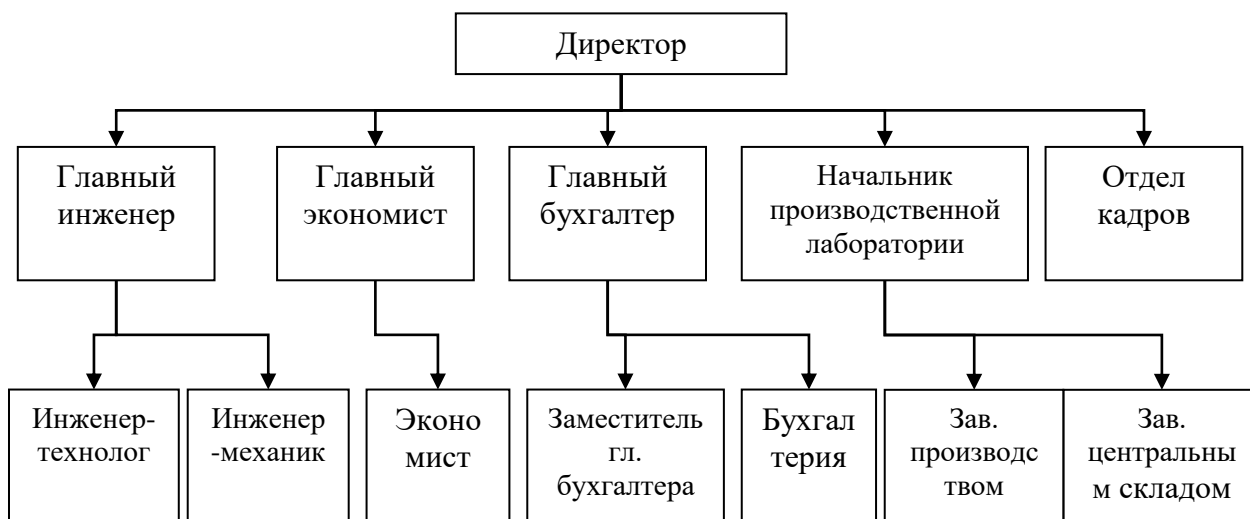 Директор
Главный
инженер
Главный
экономист
Главный
бухгалтер
Начальник
производственной
лаборатории
Отдел
кадров
Инженер-
технолог
Инженер
-механик
Эконо
мист
Заместитель
гл.
бухгалтера
Бухгал
терия
Зав.
производс
твом
Зав.
центральны
м складом